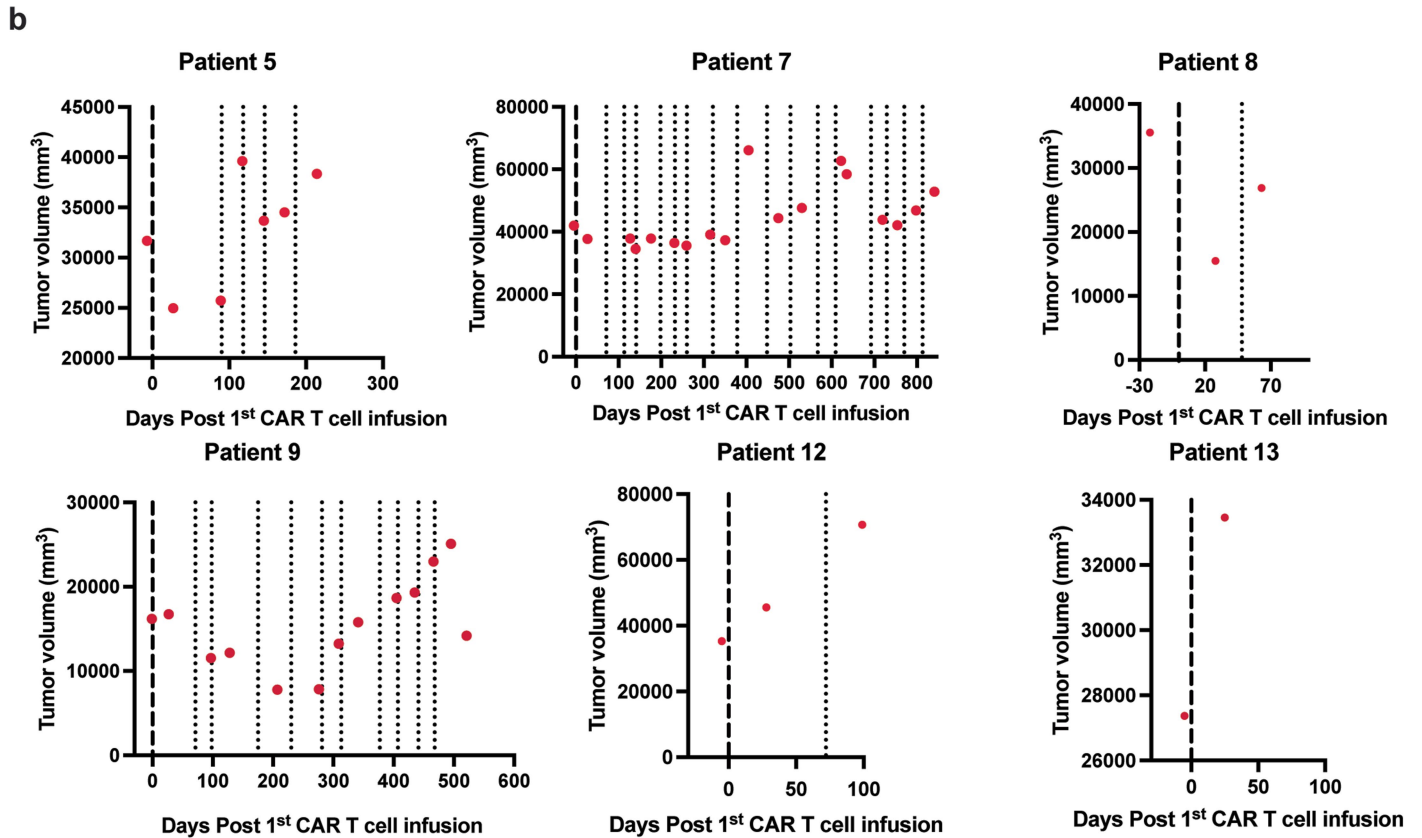 b
Patient 5
Tumor volume (mm³)
45000
40000
35000
30000
25000
20000
0 100 200 300
Days Post 1st CAR T cell infusion
Patient 7
Tumor volume (mm³)
80000
60000
40000
20000
0
0 100 200 300 400 500 600 700 800
Days Post 1st CAR T cell infusion
Patient 8
Tumor volume (mm³)
40000
30000
20000
10000
0
-30 20 70
Days Post 1st CAR T cell infusion
Patient 9
Tumor volume (mm³)
30000
20000
10000
0
0 100 200 300 400 500 600
Days Post 1st CAR T cell infusion
Patient 12
Tumor volume (mm³)
80000
60000
40000
20000
0
0 50 100
Days Post 1st CAR T cell infusion
Patient 13
Tumor volume (mm³)
34000
32000
30000
28000
26000
0 50 100
Days Post 1st CAR T cell infusion